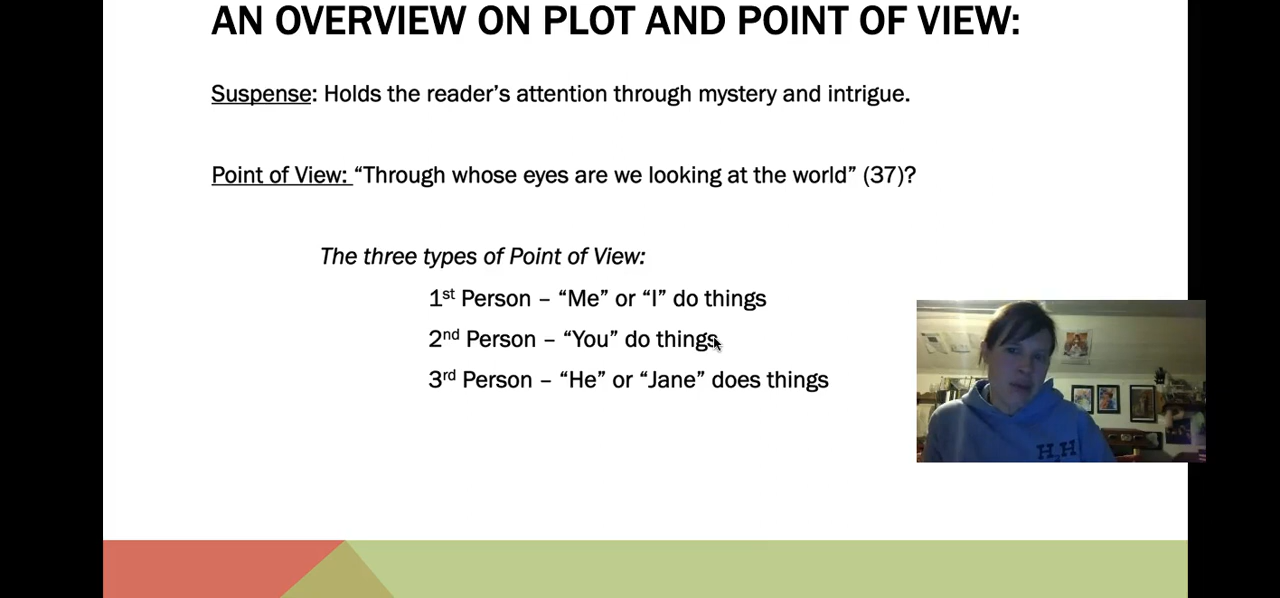 AN OVERVIEW ON PLOT AND POINT OF VIEW:
Suspense: Holds the reader’s attention through mystery and intrigue.
Point of View: “Through whose eyes are we looking at the world” (37)?
The three types of Point of View:
1st Person – “Me” or “I” do things
2nd Person – “You” do things
3rd Person – “He” or “Jane” does things
H H